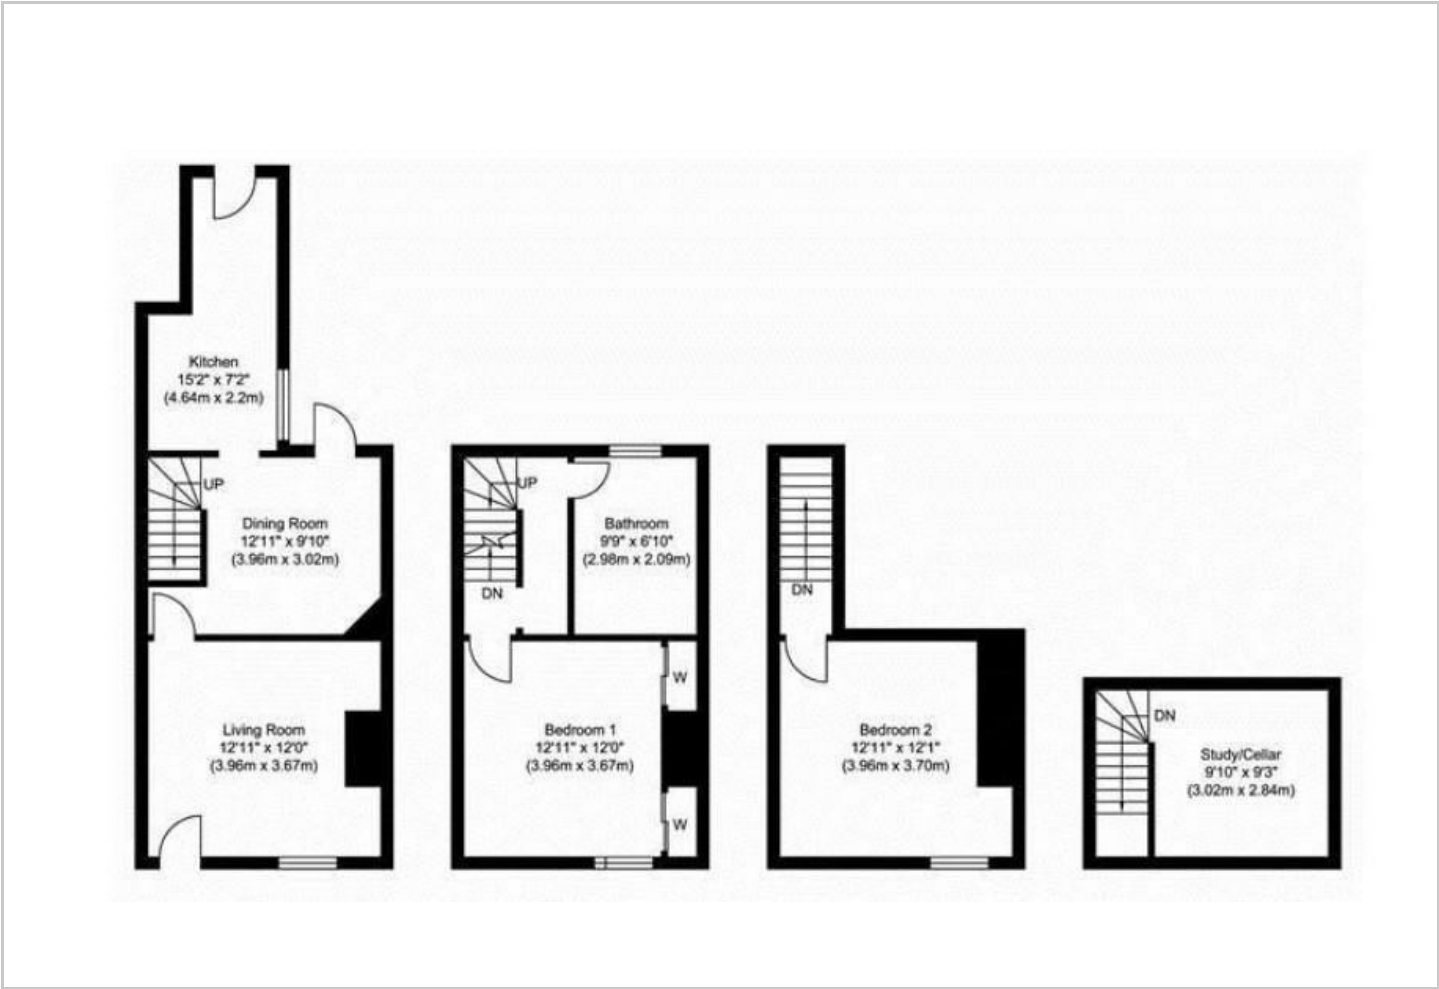 Kitchen
15'2" x 7'2"
(4.64m x 2.2m)
UP
Dining Room
12'11" x 9'10"
(3.96m x 3.02m)
Living Room
12'11" x 12'0"
(3.96m x 3.67m)
UP
DN
Bathroom
9'9" x 6'10"
(2.98m x 2.09m)
Bedroom 1
12'11" x 12'0"
(3.96m x 3.67m)
W
W
DN
Bedroom 2
12'11" x 12'1"
(3.96m x 3.70m)
DN
Study/Cellar
9'10" x 9'3"
(3.02m x 2.84m)